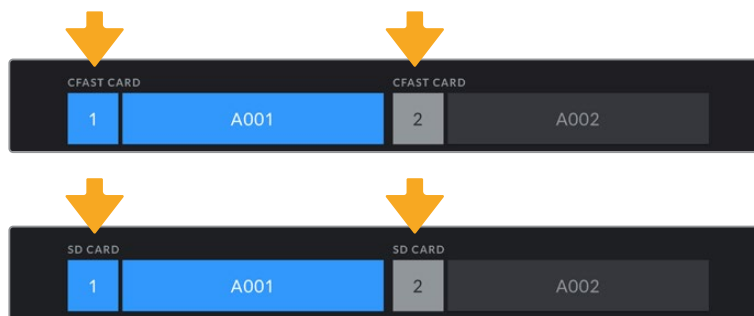 CFAST CARD CFAST CARD
1 A001 2 A002
SD CARD SD CARD
1 A001 2 A002